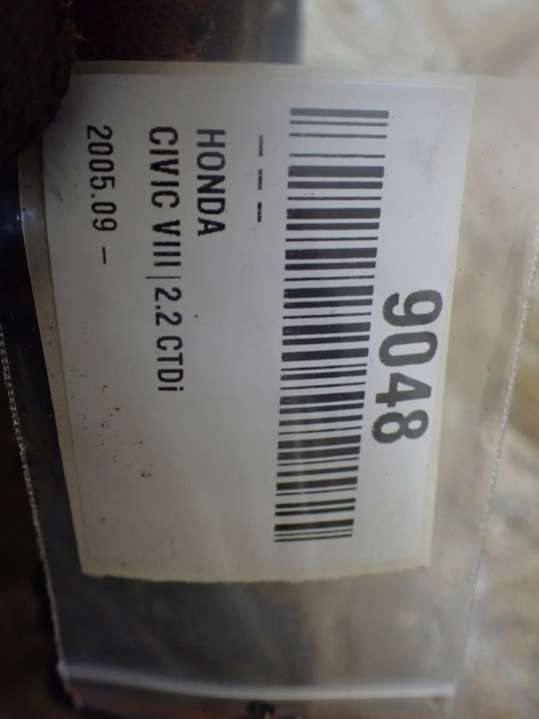 9048
- - -
HONDA
CIVIC VIII | 2.2 CTDi
2005.09 -